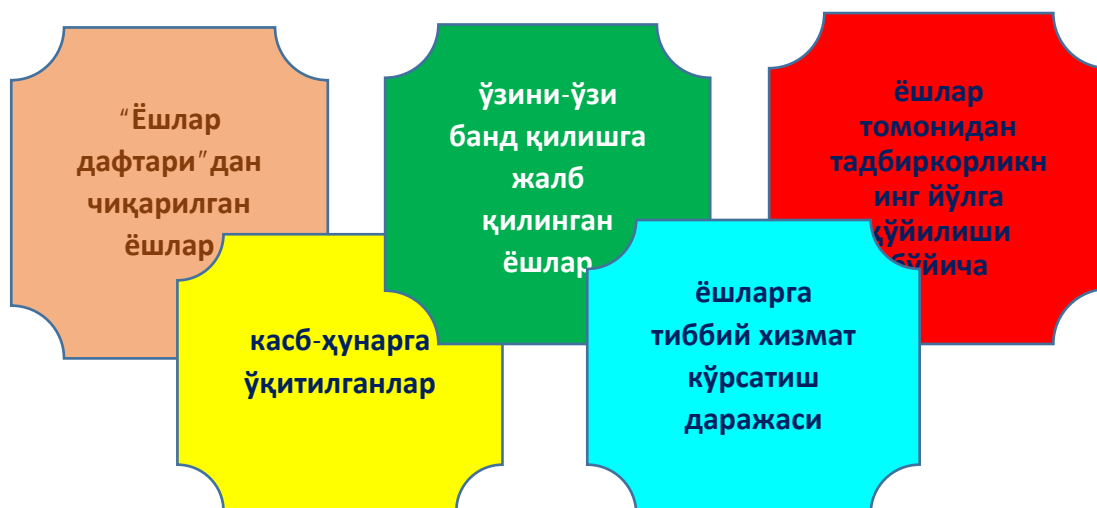 “Ёшлар
дафтари”дан
чиқарилган
ёшлар
ўзини-ўзи
банд қилишга
жалб
қилинган
ёшлар
ёшлар
томонидан
тадбиркорликн
инг йўлга
қўйилиши
бўйича
касб-ҳунарга
ўқитилганлар
ёшларга
тиббий хизмат
кўрсатиш
даражаси